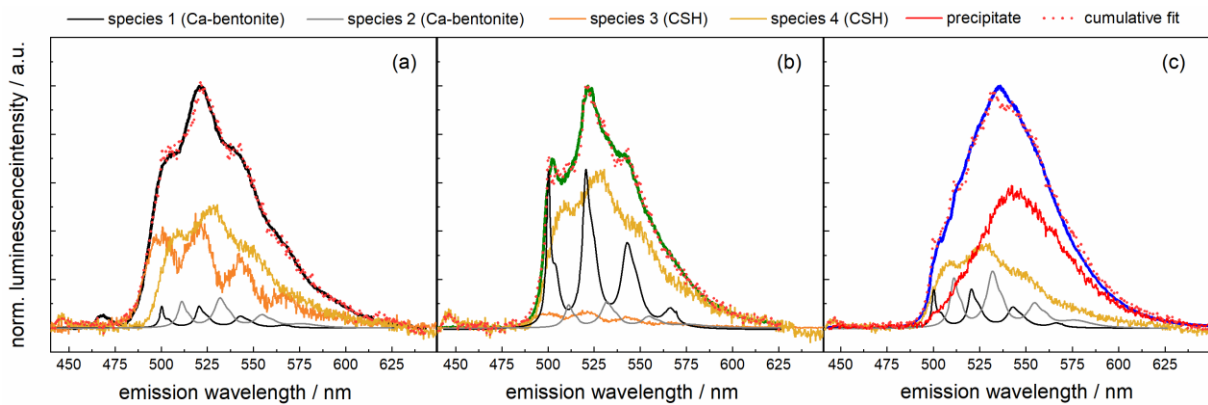 species 1 (Ca-bentonite) species 2 (Ca-bentonite) species 3 (CSH) species 4 (CSH) precipitate cumulative fit
norm. luminescenceintensity / a.u.
(a) (b) (c)
450 475 500 525 550 575 600 625 450 475 500 525 550 575 600 625 450 475 500 525 550 575 600 625
emission wavelength / nm emission wavelength / nm emission wavelength / nm